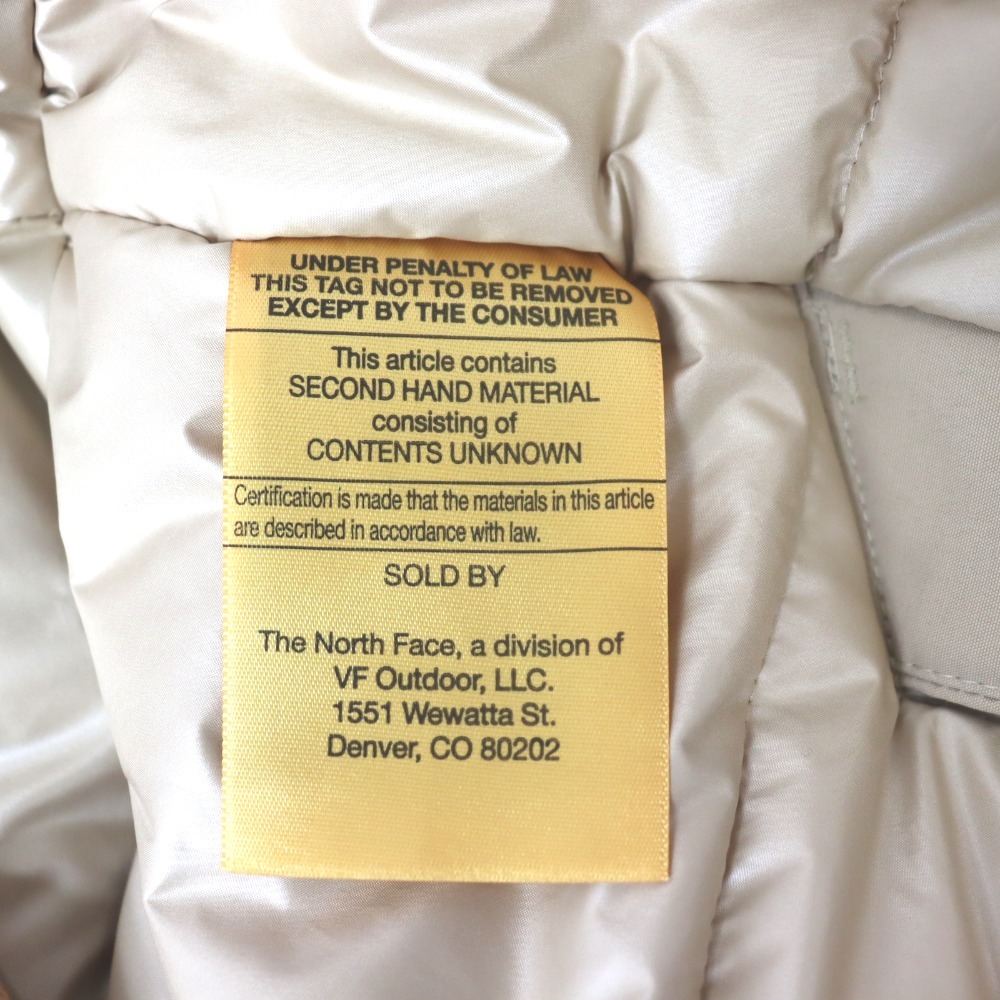 UNDER PENALTY OF LAW
THIS TAG NOT TO BE REMOVED
EXCEPT BY THE CONSUMER
This article contains
SECOND HAND MATERIAL
consisting of
CONTENTS UNKNOWN
Certification is made that the materials in this article
are described in accordance with law.
SOLD BY
The North Face, a division of
VF Outdoor, LLC.
1551 Wewatta St.
Denver, CO 80202